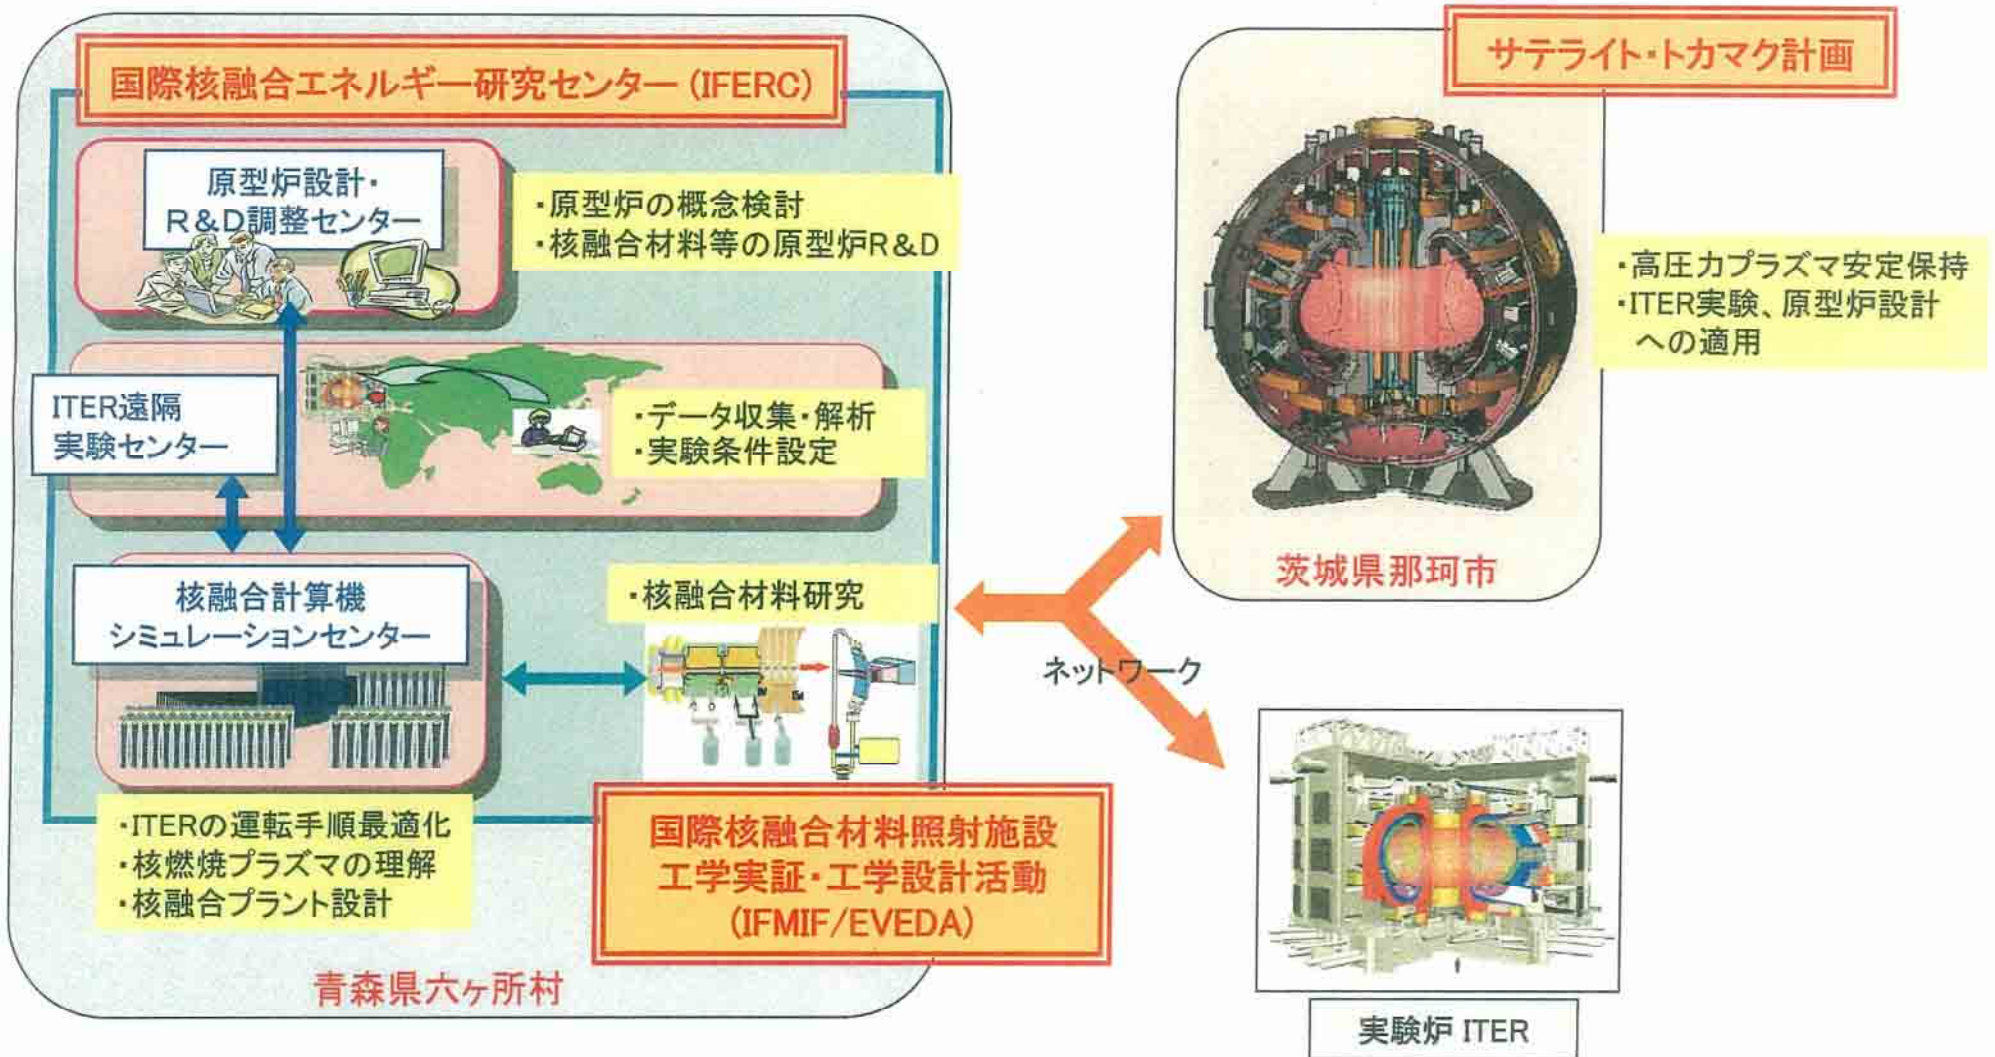 国際核融合エネルギー研究センター (IFERC)
原型炉設計・
R&D調整センター
・原型炉の概念検討
・核融合材料等の原型炉R&D
ITER遠隔
実験センター
・データ収集・解析
・実験条件設定
核融合計算機
シミュレーションセンター
・核融合材料研究
・ITERの運転手順最適化
・核燃焼プラズマの理解
・核融合プラント設計
国際核融合材料照射施設
工学実証・工学設計活動
(IFMIF/EVEDA)
青森県六ヶ所村
サテライト・トカマク計画
・高圧力プラズマ安定保持
・ITER実験、原型炉設計
への適用
茨城県那珂市
ネットワーク
実験炉 ITER